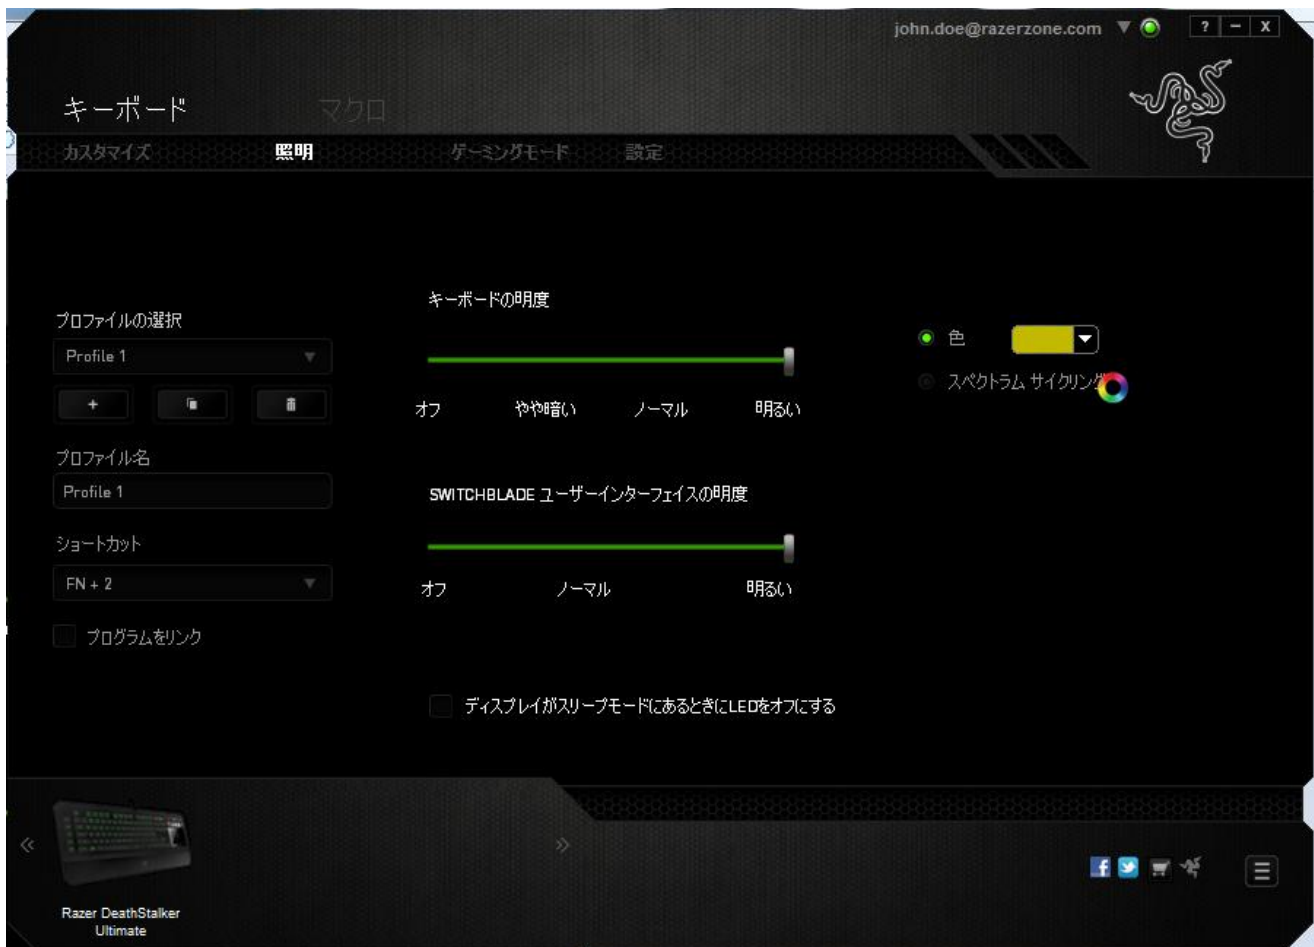 john.doe@razerzone.com
? − X
キーボード マクロ
カスタマイズ 照明 ゲーミングモード 設定
プロファイルの選択
Profile 1
+
プロファイル名
Profile 1
ショートカット
FN + 2
プログラムをリンク
キーボードの明度
オフ やや暗い ノーマル 明るい
SWITCHBLADE ユーザーインターフェイスの明度
オフ ノーマル 明るい
ディスプレイがスリープモードにあるときにLEDをオフにする
色
スペクトラム サイクリング
Razer DeathStalker
Ultimate